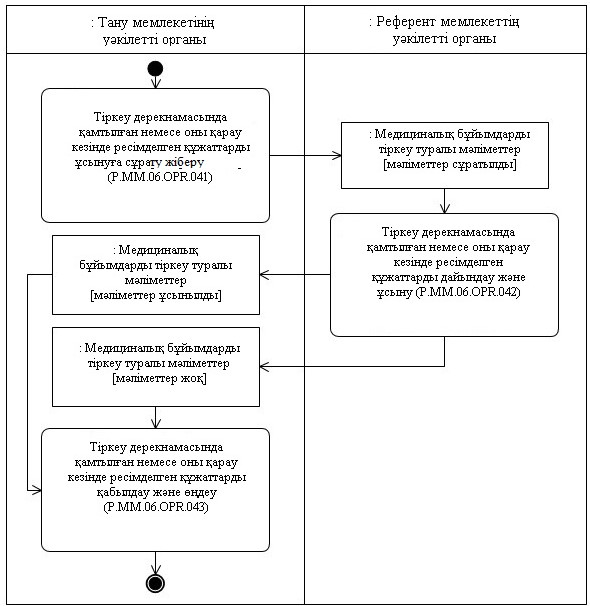 : Тану мемлекетінің
уәкілетті органы
: Референт мемлекеттің
уәкілетті органы
Тіркеу дерекнамасында
қамтылған немесе оны қарау
кезінде ресімделген құжаттарды
ұсынуға сұрату жіберу
(P.MM.06.OPR.041)
: Медициналық бұйымдарды
тіркеу туралы мәліметтер
[мәліметтер сұратылды]
Тіркеу дерекнамасында
қамтылған немесе оны қарау
кезінде ресімделген
құжаттарды дайындау және
ұсыну (P.MM.06.OPR.042)
: Медициналық
бұйымдарды тіркеу туралы
мәліметтер
[мәліметтер ұсынылды]
: Медициналық бұйымдарды
тіркеу туралы мәліметтер
[мәліметтер жоқ]
Тіркеу дерекнамасында
қамтылған немесе оны қарау
кезінде ресімделген құжаттарды
қабылдау және өңдеу
(P.MM.06.OPR.043)